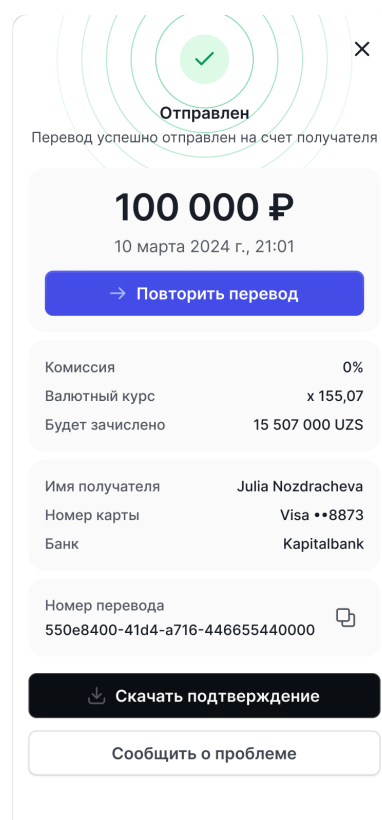 Отправлен
Перевод успешно отправлен на счет получателя
100 000 ₽
10 марта 2024 г., 21:01
Повторить перевод
Комиссия 0%
Валютный курс x 155,07
Будет зачислено 15 507 000 UZS
Имя получателя Julia Nozdracheva
Номер карты Visa ••8873
Банк Kapitalbank
Номер перевода
550e8400-41d4-a716-446655440000
Скачать подтверждение
Сообщить о проблеме